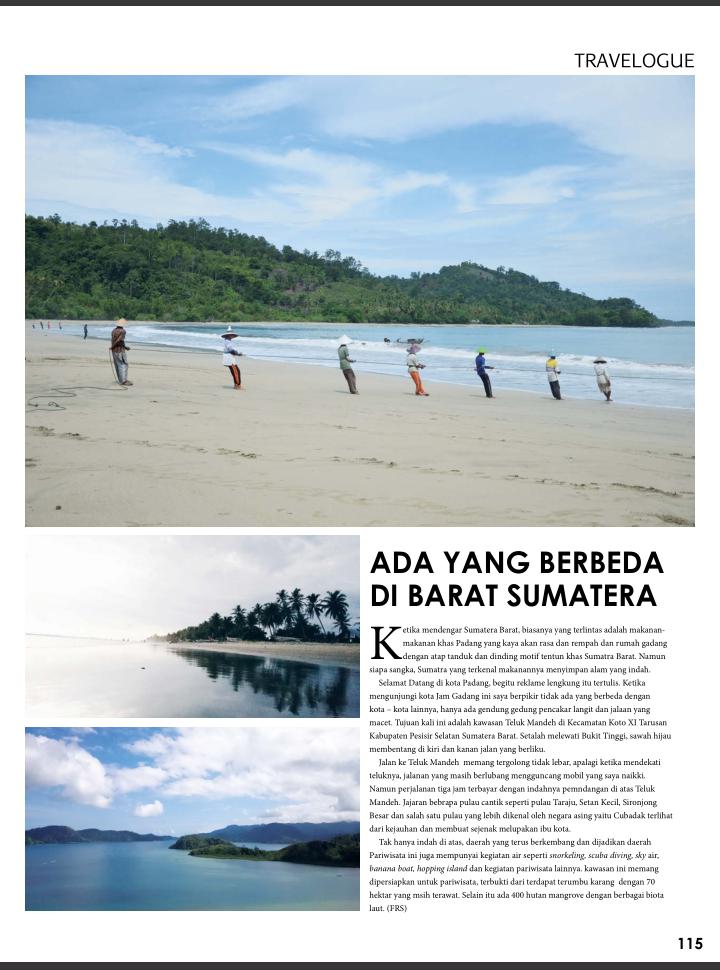 TRAVELOGUE
ADA YANG BERBEDA
DI BARAT SUMATERA
Ketika mendengar Sumatera Barat, biasanya yang terlintas adalah makanan-
makanan khas Padang yang kaya akan rasa dan rempah dan rumah gadang
dengan atap tanduk dan dinding motif tentun khas Sumatra Barat. Namun
siapa sangka, Sumatra yang terkenal makanannya menyimpan alam yang indah.
Selamat Datang di kota Padang, begitu reklame lengkung itu tertulis. Ketika
mengunjungi kota Jam Gadang ini saya berpikir tidak ada yang berbeda dengan
kota – kota lainnya, hanya ada gendung gedung pencakar langit dan jalaan yang
macet. Tujuan kali ini adalah kawasan Teluk Mandeh di Kecamatan Koto XI Tarusan
Kabupaten Pesisir Selatan Sumatera Barat. Setalah melewati Bukit Tinggi, sawah hijau
membentang di kiri dan kanan jalan yang berliku.
Jalan ke Teluk Mandeh memang tergolong tidak lebar, apalagi ketika mendekati
teluknya, jalanan yang masih berlubang mengguncang mobil yang saya naikki.
Namun perjalanan tiga jam terbayar dengan indahnya pemndangan di atas Teluk
Mandeh. Jajaran bebrapa pulau cantik seperti pulau Taraju, Setan Kecil, Sironjong
Besar dan salah satu pulau yang lebih dikenal oleh negara asing yaitu Cubadak terlihat
dari kejauhan dan membuat sejenak melupakan ibu kota.
Tak hanya indah di atas, daerah yang terus berkembang dan dijadikan daerah
Pariwisata ini juga mempunyai kegiatan air seperti snorkeling, scuba diving, sky air,
banana boat, hopping island dan kegiatan pariwisata lainnya. kawasan ini memang
dipersiapkan untuk pariwisata, terbukti dari terdapat terumbu karang dengan 70
hektar yang msih terawat. Selain itu ada 400 hutan mangrove dengan berbagai biota
laut. (FRS)
115